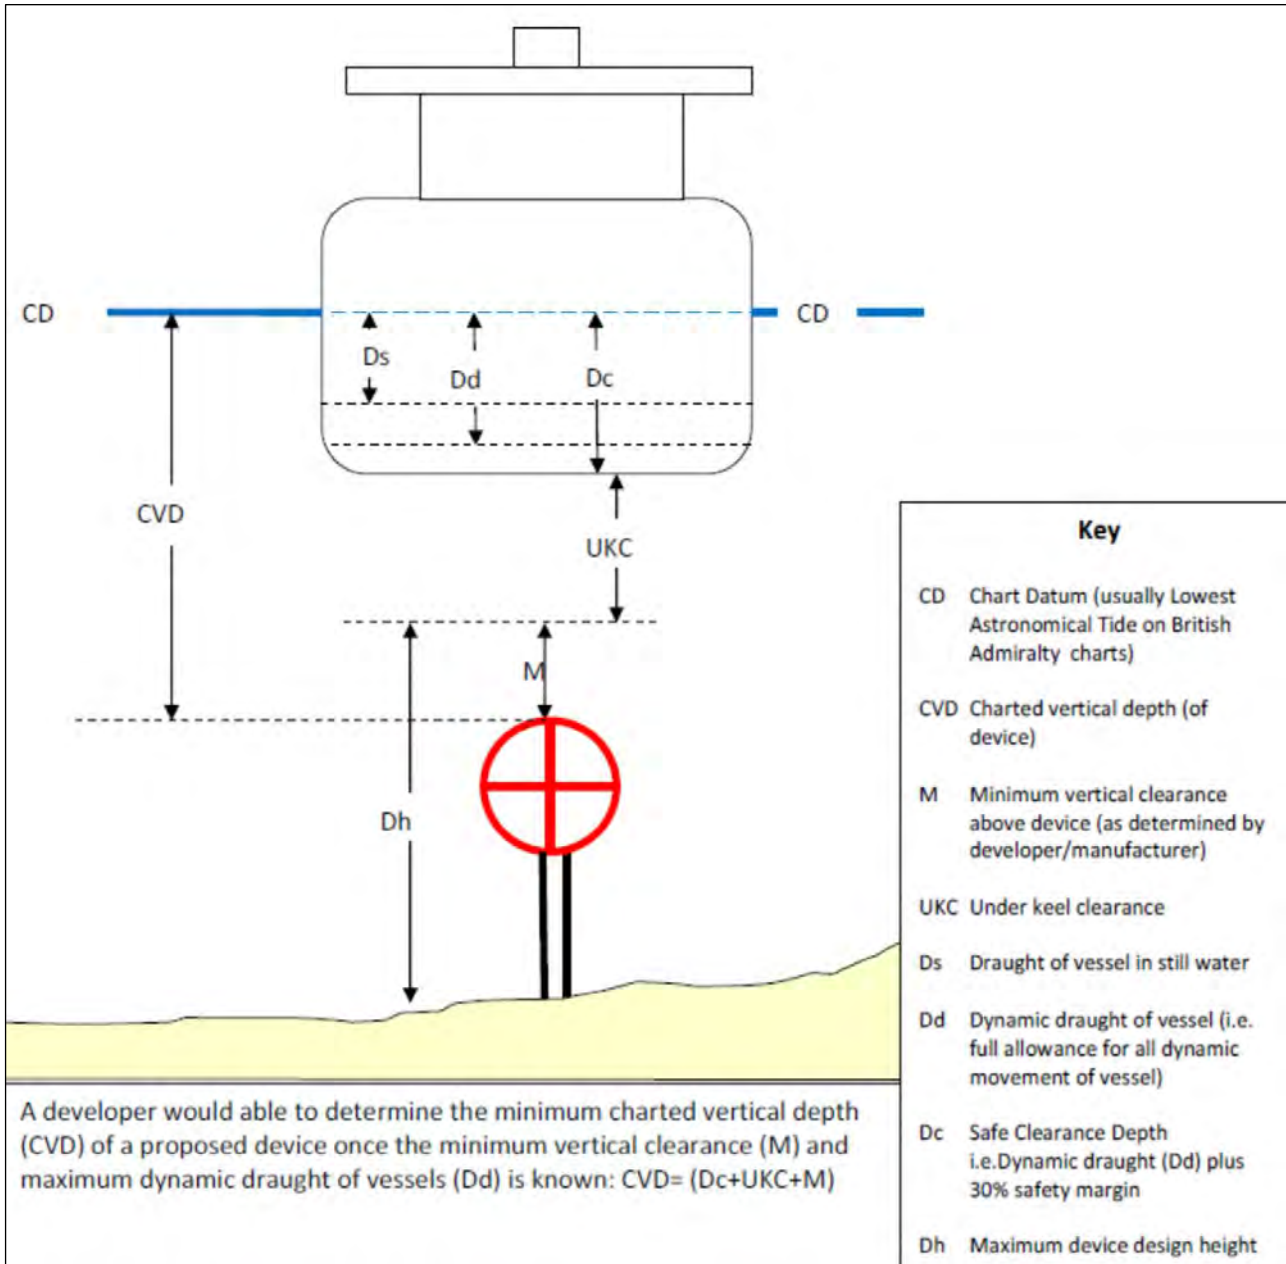 CD
CD
Ds
Dd
Dc
CVD
UKC
M
Dh
Key
CD Chart Datum (usually Lowest
Astronomical Tide on British
Admiralty charts)
CVD Charted vertical depth (of
device)
M Minimum vertical clearance
above device (as determined by
developer/manufacturer)
UKC Under keel clearance
Ds Draught of vessel in still water
Dd Dynamic draught of vessel (i.e.
full allowance for all dynamic
movement of vessel)
Dc Safe Clearance Depth
i.e.Dynamic draught (Dd) plus
30% safety margin
Dh Maximum device design height
A developer would able to determine the minimum charted vertical depth
(CVD) of a proposed device once the minimum vertical clearance (M) and
maximum dynamic draught of vessels (Dd) is known: CVD= (Dc+UKC+M)